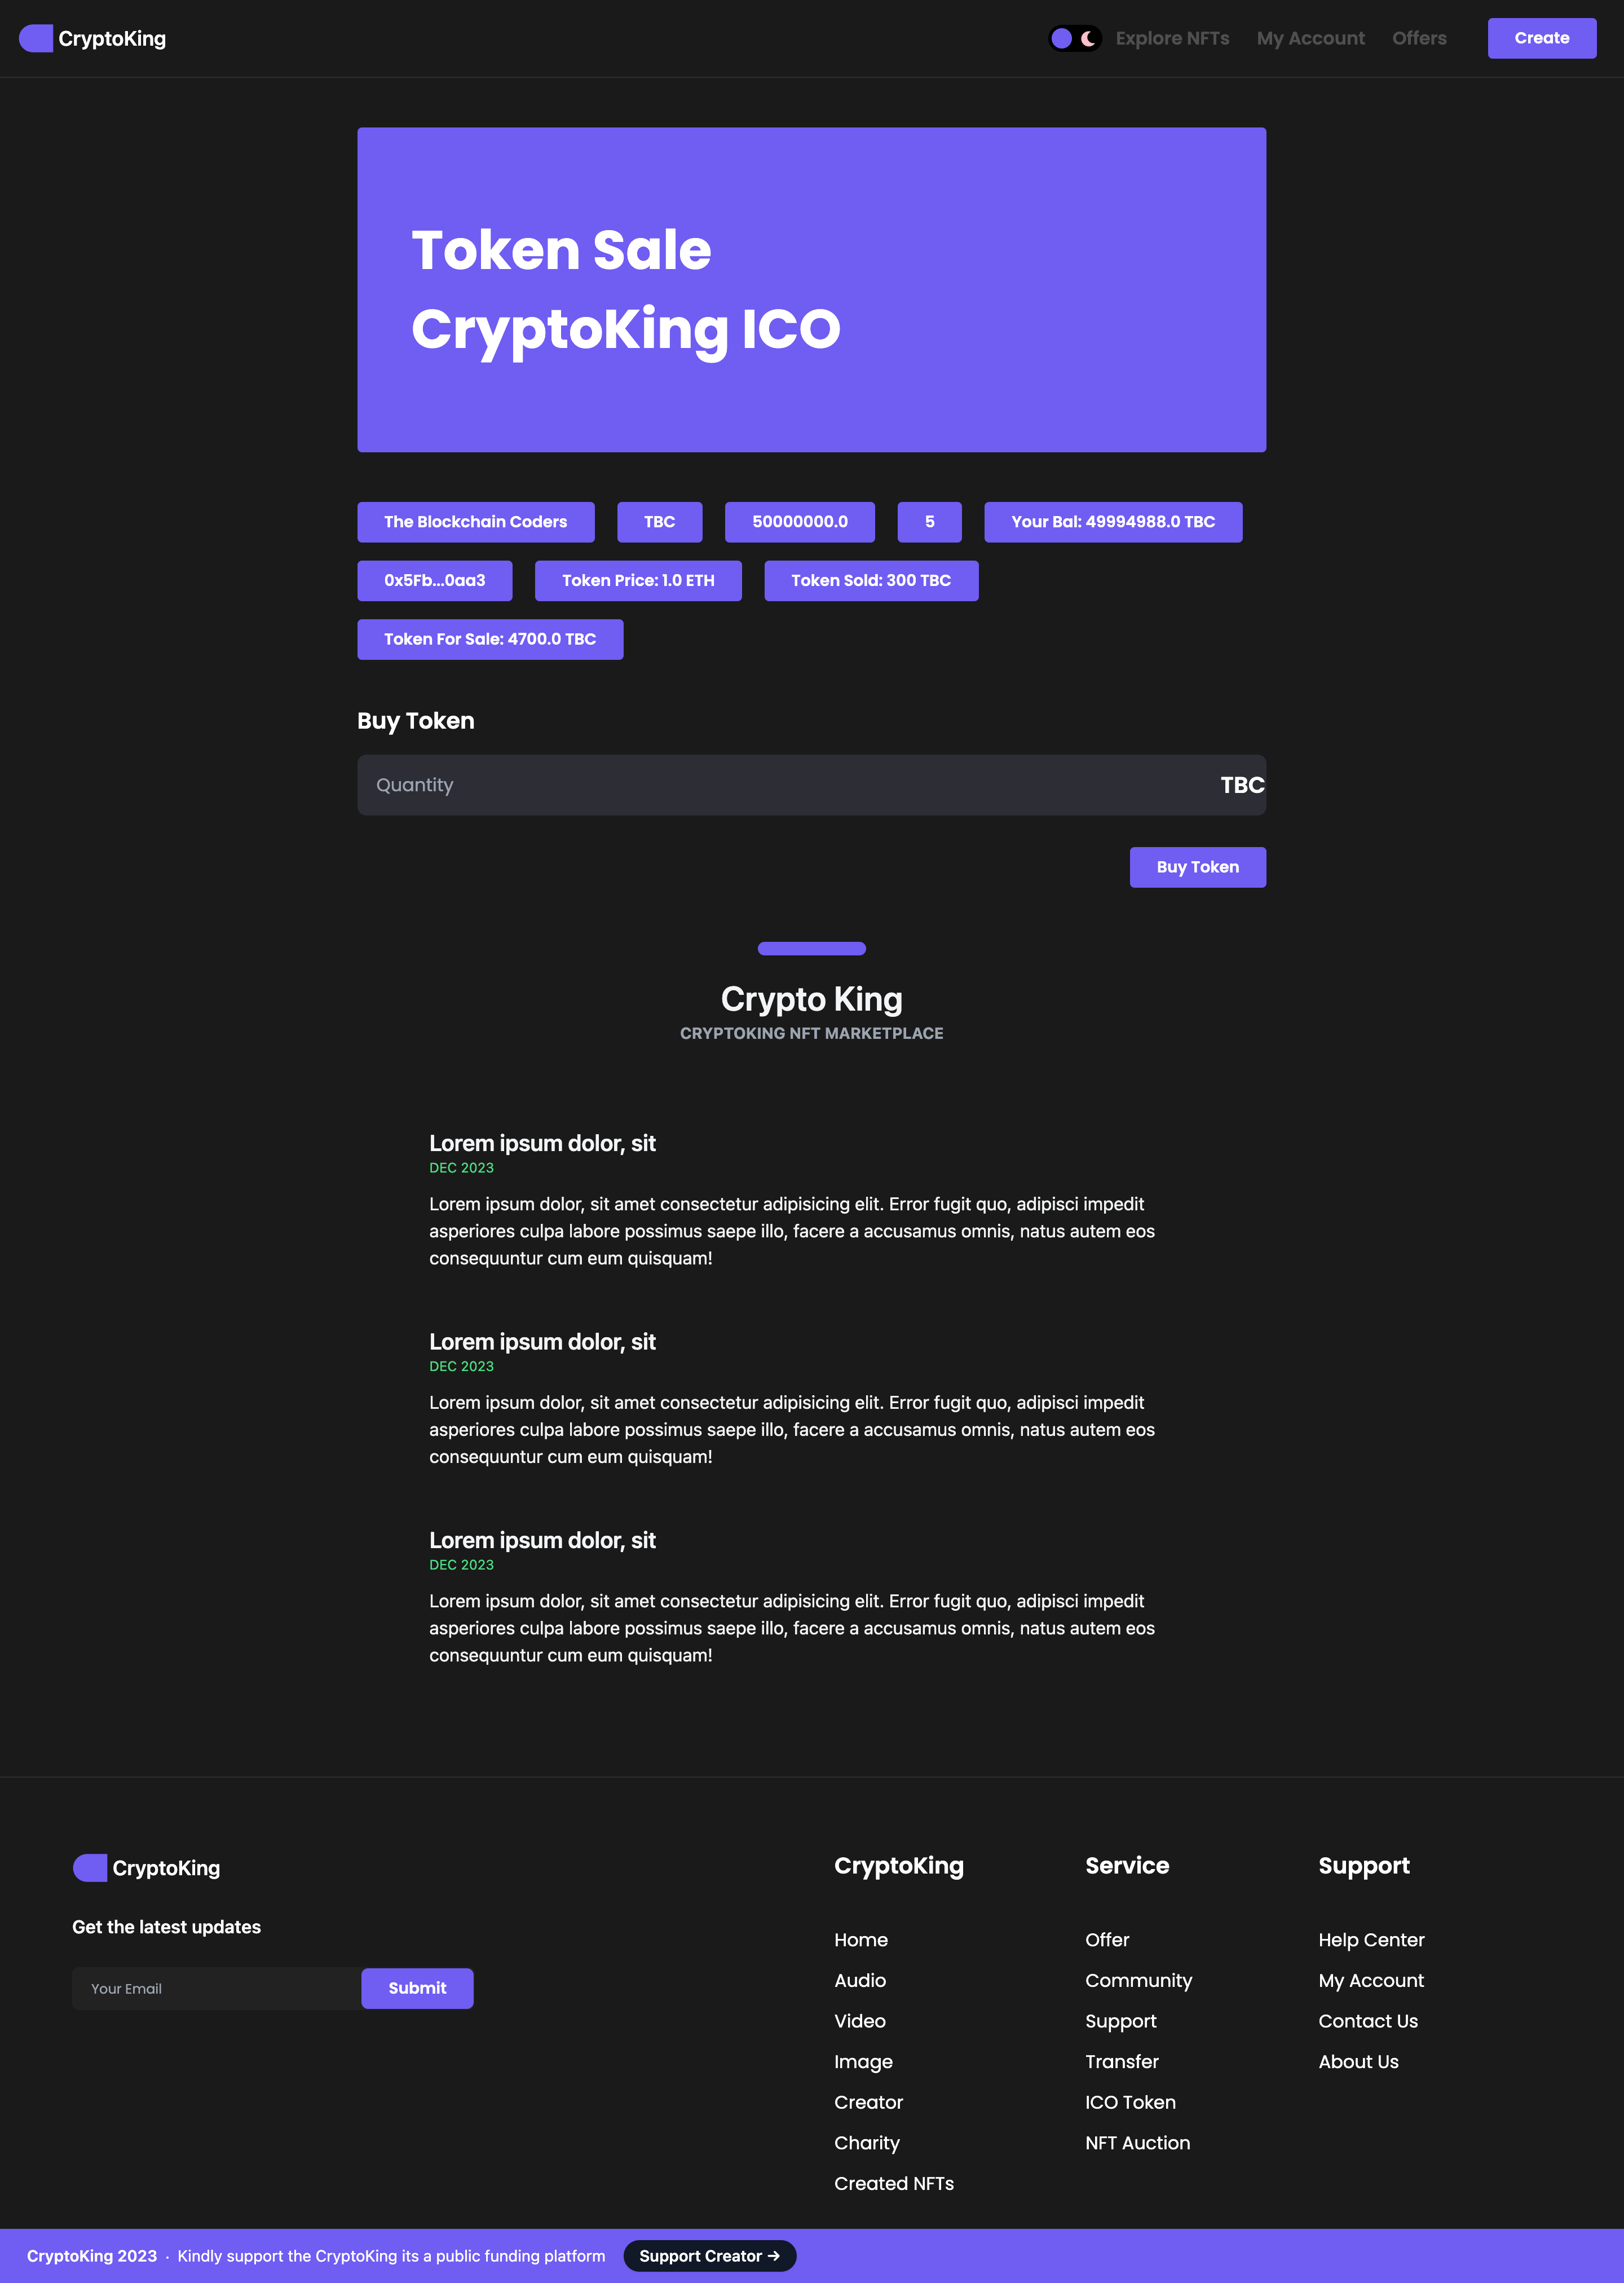 CryptoKing
Explore NFTs
My Account
Offers
Create
Token Sale
CryptoKing ICO
The Blockchain Coders
TBC
50000000.0
5
Your Bal: 49994988.0 TBC
0x5Fb...0aa3
Token Price: 1.0 ETH
Token Sold: 300 TBC
Token For Sale: 4700.0 TBC
Buy Token
Quantity
TBC
Buy Token
Crypto King
CRYPTOKING NFT MARKETPLACE
Lorem ipsum dolor, sit
DEC 2023
Lorem ipsum dolor, sit amet consectetur adipisicing elit. Error fugit quo, adipisci impedit
asperiores culpa labore possimus saepe illo, facere a accusamus omnis, natus autem eos
consequuntur cum eum quisquam!
Lorem ipsum dolor, sit
DEC 2023
Lorem ipsum dolor, sit amet consectetur adipisicing elit. Error fugit quo, adipisci impedit
asperiores culpa labore possimus saepe illo, facere a accusamus omnis, natus autem eos
consequuntur cum eum quisquam!
Lorem ipsum dolor, sit
DEC 2023
Lorem ipsum dolor, sit amet consectetur adipisicing elit. Error fugit quo, adipisci impedit
asperiores culpa labore possimus saepe illo, facere a accusamus omnis, natus autem eos
consequuntur cum eum quisquam!
CryptoKing
Get the latest updates
Your Email
Submit
CryptoKing
Home
Audio
Video
Image
Creator
Charity
Created NFTs
Service
Offer
Community
Support
Transfer
ICO Token
NFT Auction
Support
Help Center
My Account
Contact Us
About Us
CryptoKing 2023 · Kindly support the CryptoKing its a public funding platform
Support Creator →